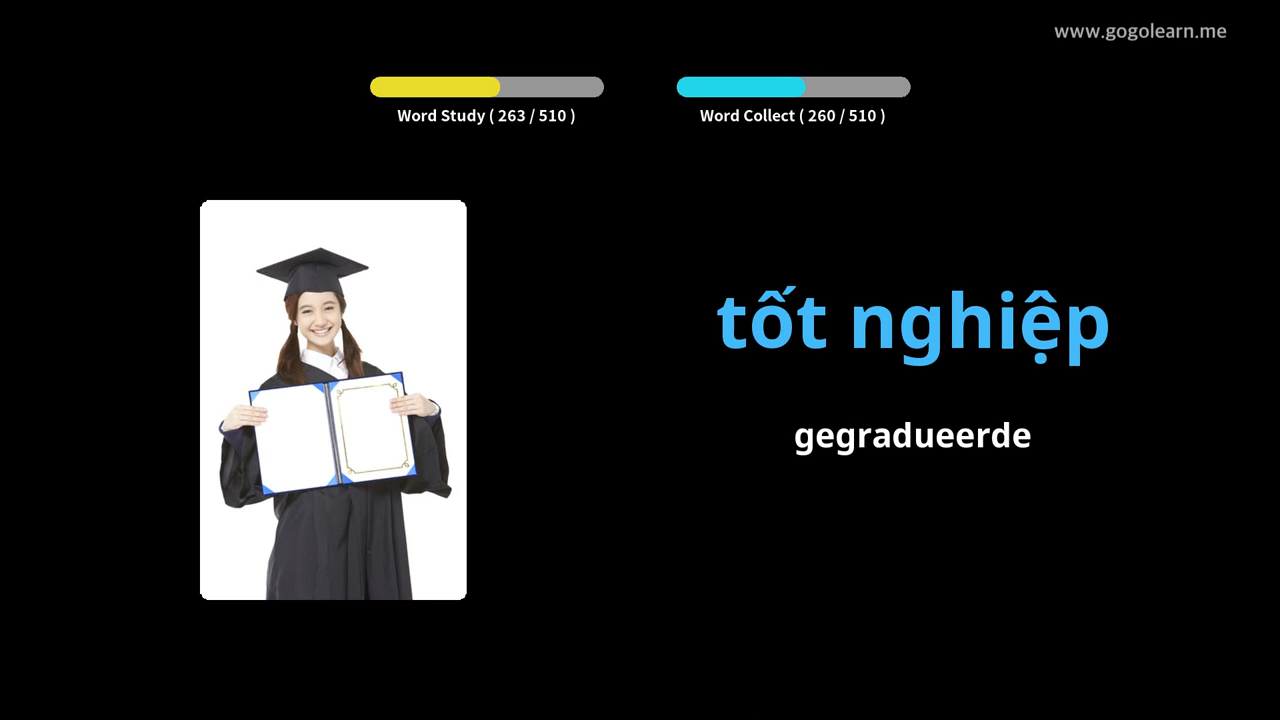 www.gogolearn.me
Word Study ( 263 / 510 )
Word Collect ( 260 / 510 )
tốt nghiệp
gegradueerde